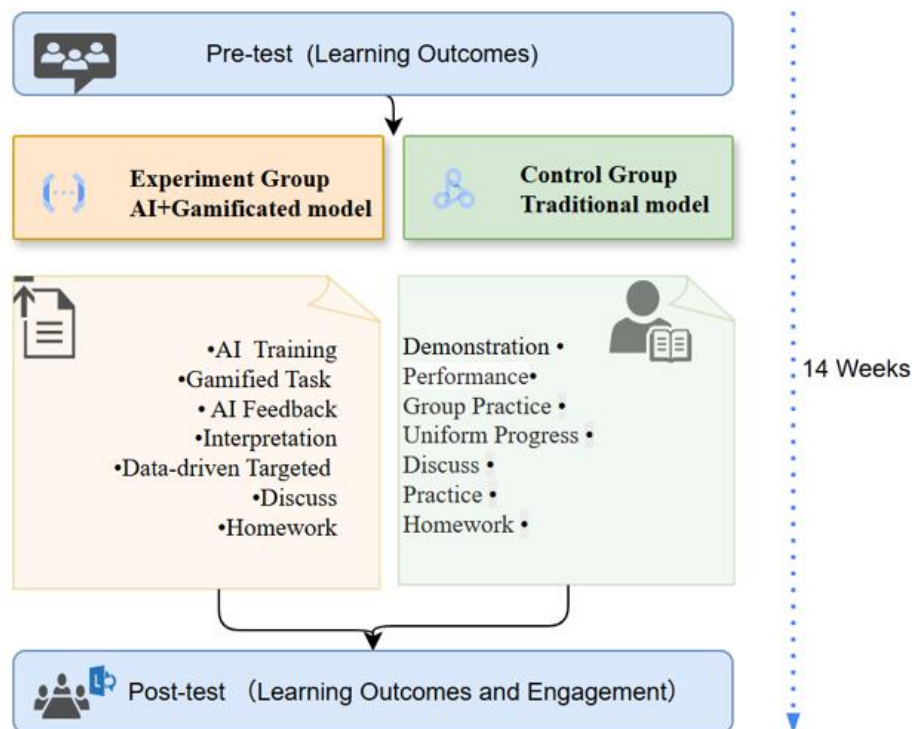 Pre-test (Learning Outcomes)
Experiment Group
AI+Gamificated model
Control Group
Traditional model
•AI Training
•Gamified Task
• AI Feedback
•Interpretation
•Data-driven Targeted
•Discuss
•Homework
Demonstration •
Performance•
Group Practice •
Uniform Progress •
Discuss •
Practice •
Homework •
14 Weeks
Post-test （Learning Outcomes and Engagement）